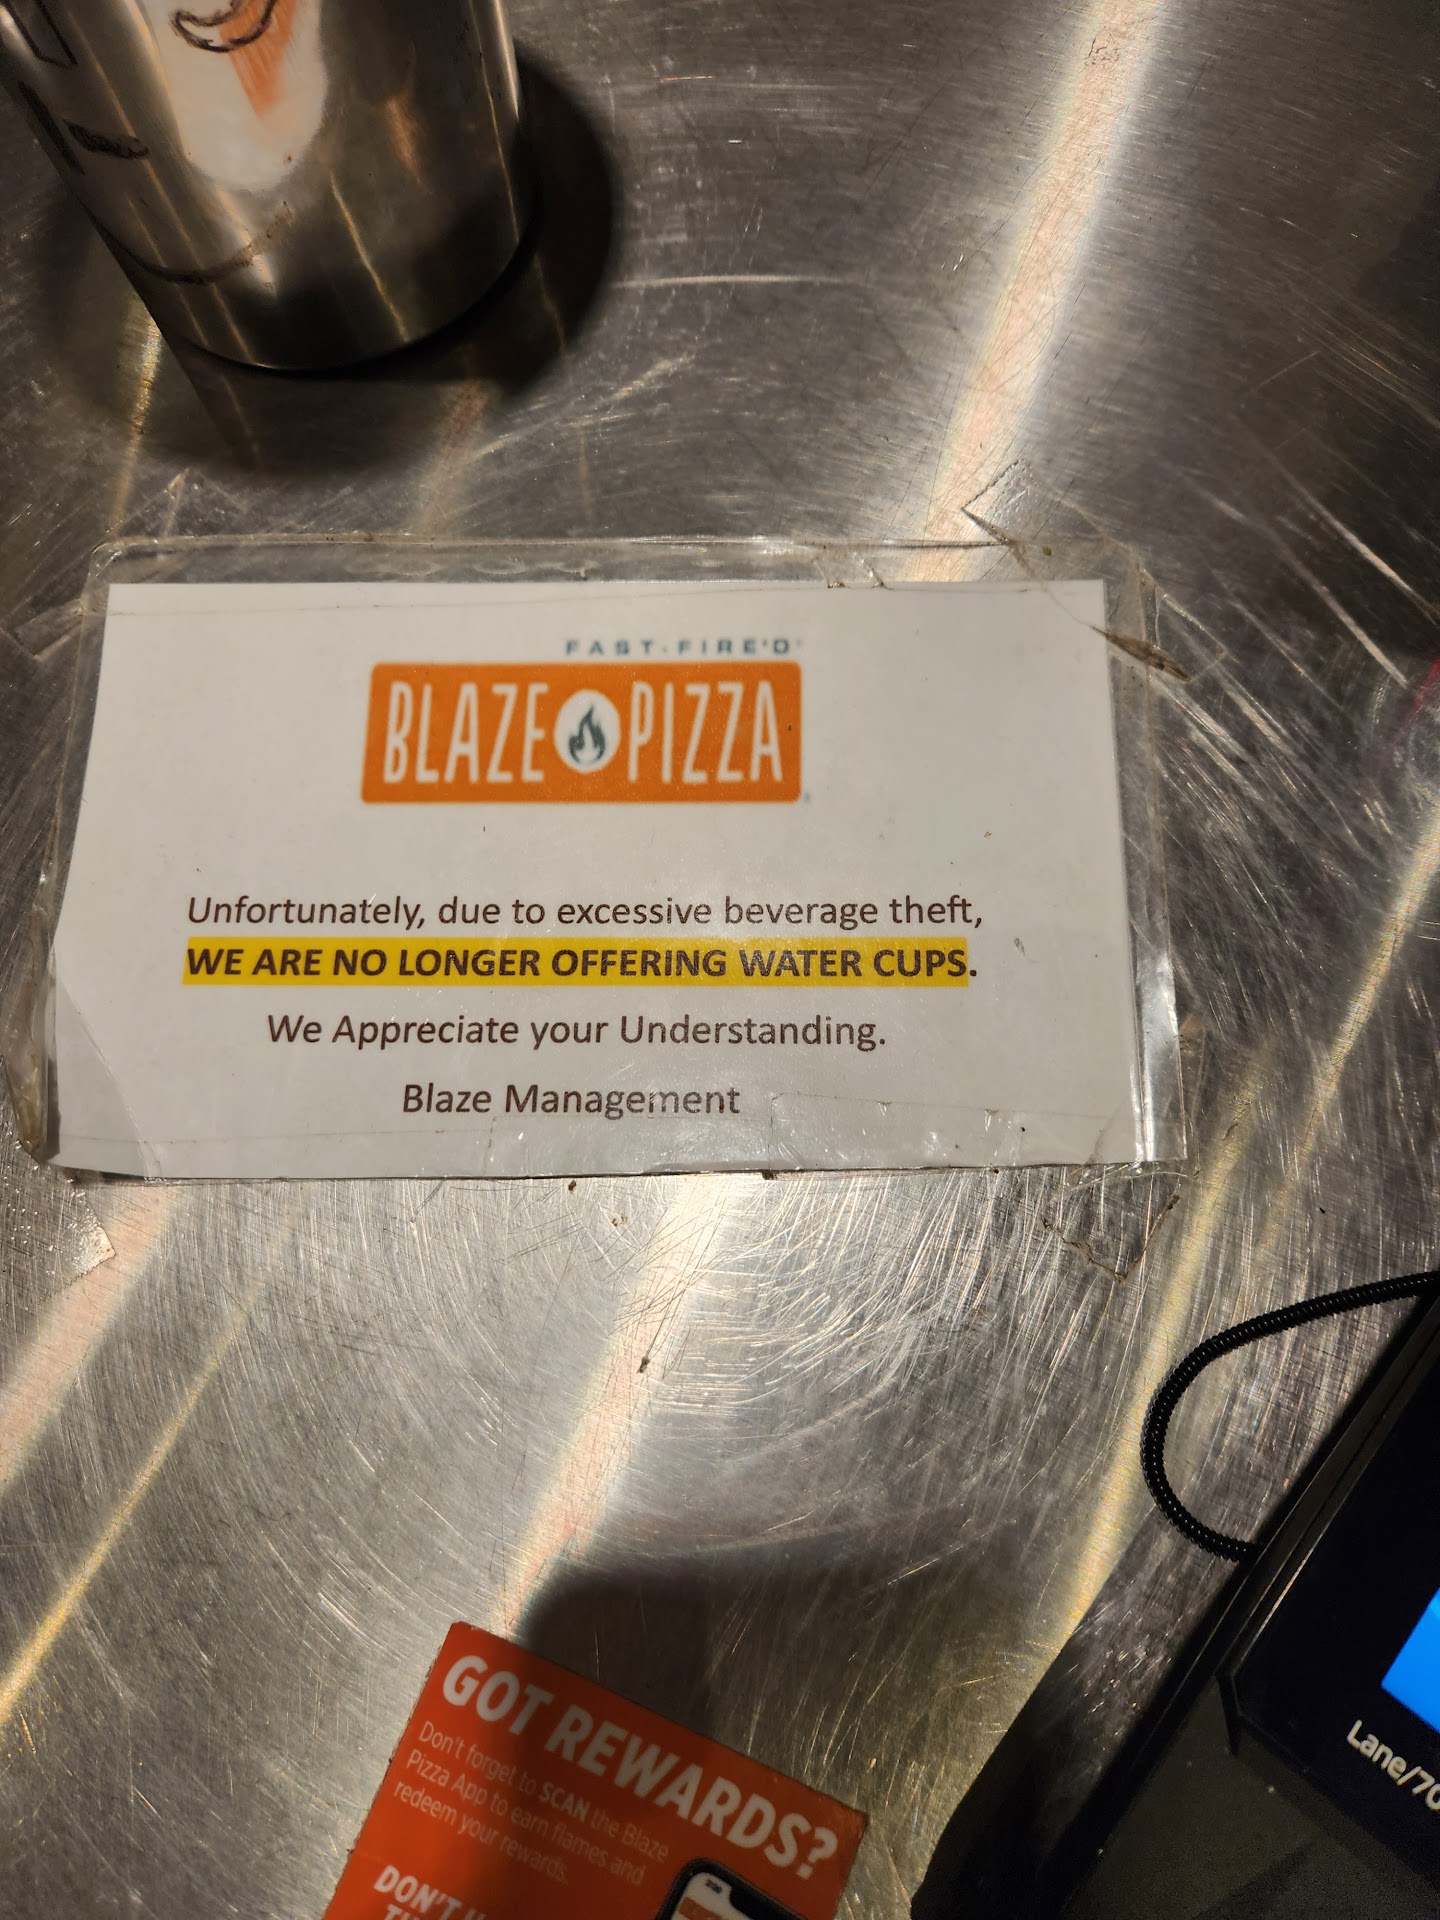 FAST-FIRE'D
BLAZE PIZZA
Unfortunately, due to excessive beverage theft,
WE ARE NO LONGER OFFERING WATER CUPS.
We Appreciate your Understanding.
Blaze Management
GOT REWARDS?
Don't forget to SCAN the Blaze
Pizza App to earn flames and
redeem your rewards.
DON'T
Lane/70